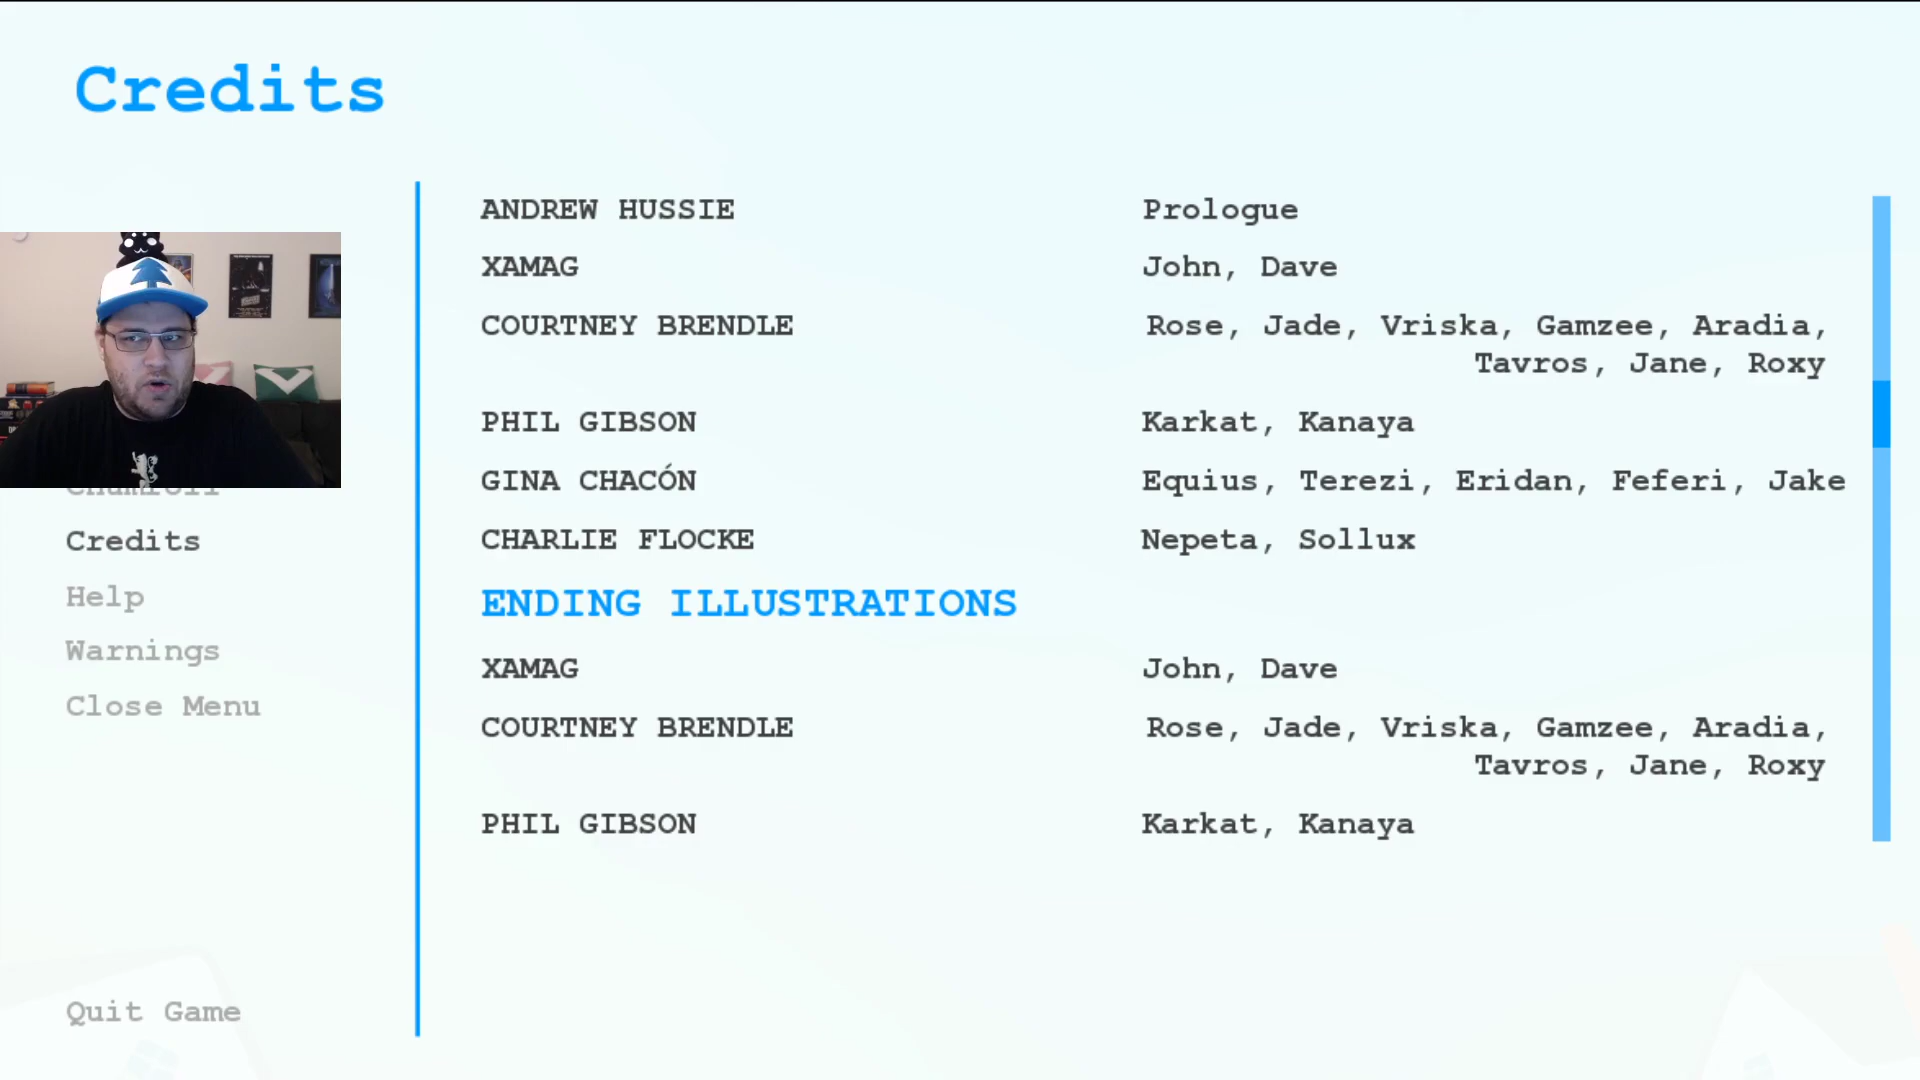 Credits
ANDREW HUSSIE Prologue
XAMAG John, Dave
COURTNEY BRENDLE Rose, Jade, Vriska, Gamzee, Aradia,
Tavros, Jane, Roxy
PHIL GIBSON Karkat, Kanaya
GINA CHACÓN Equius, Terezi, Eridan, Feferi, Jake
CHARLIE FLOCKE Nepeta, Sollux
ENDING ILLUSTRATIONS
XAMAG John, Dave
COURTNEY BRENDLE Rose, Jade, Vriska, Gamzee, Aradia,
Tavros, Jane, Roxy
PHIL GIBSON Karkat, Kanaya
Credits
Help
Warnings
Close Menu
Quit Game